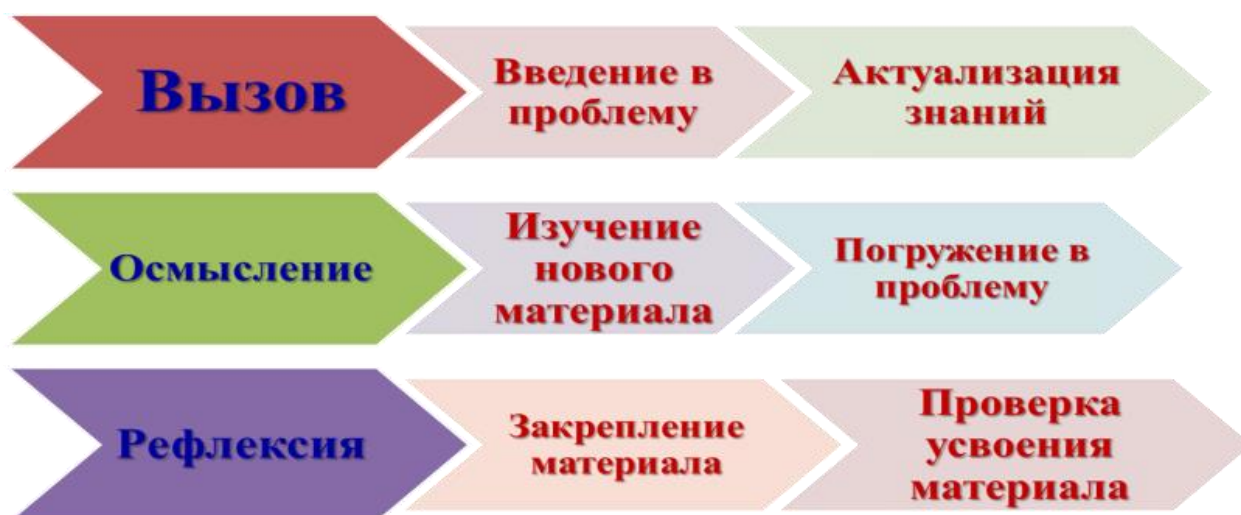 Вызов
Введение в
проблему
Актуализация
знаний
Осмысление
Изучение
нового
материала
Погружение в
проблему
Рефлексия
Закрепление
материала
Проверка
усвоения
материала